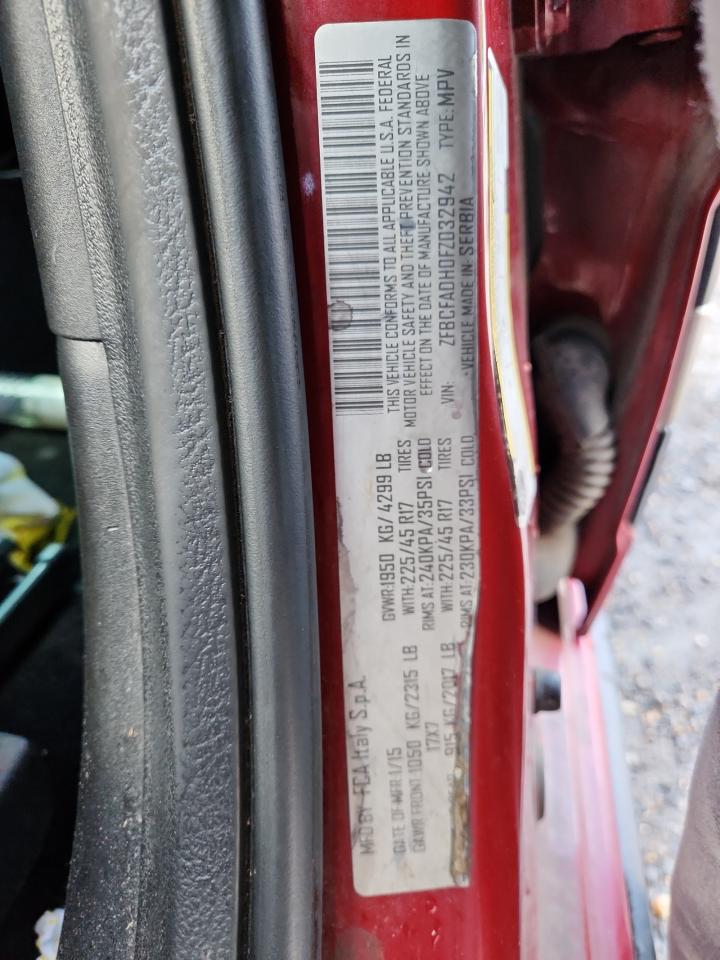 MFD BY FCA Italy S.p.A.
DATE OF MFR:1/15 GVWR:1950 KG/ 4299 LB
GAWR FRONT:1050 KG/2315 LB WITH:225/45 R17 TIRES
17X7 RIMS AT:240KPA/35PSI COLD
915 KG/2017 LB WITH:225/45 R17 TIRES
RIMS AT:230KPA/33PSI COLD
THIS VEHICLE CONFORMS TO ALL APPLICABLE U.S.A. FEDERAL
MOTOR VEHICLE SAFETY AND THEFT PREVENTION STANDARDS IN
EFFECT ON THE DATE OF MANUFACTURE SHOWN ABOVE
VIN: ZFBCFADH0FZ032942 TYPE:MPV
VEHICLE MADE IN SERBIA